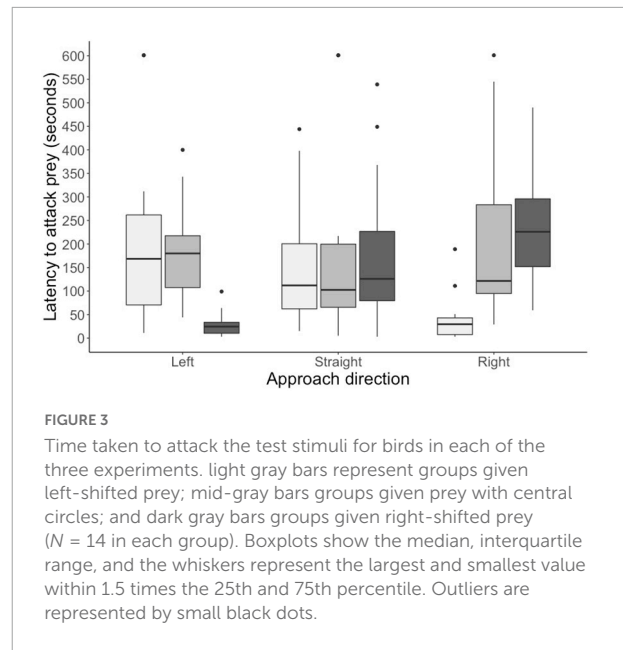 600
550
500
450
400
350
300
250
200
150
100
50
0
Latency to attack prey (seconds)
Left
Straight
Right
Approach direction
FIGURE 3
Time taken to attack the test stimuli for birds in each of the
three experiments. light gray bars represent groups given
left-shifted prey; mid-gray bars groups given prey with central
circles; and dark gray bars groups given right-shifted prey
(N = 14 in each group). Boxplots show the median, interquartile
range, and the whiskers represent the largest and smallest value
within 1.5 times the 25th and 75th percentile. Outliers are
represented by small black dots.